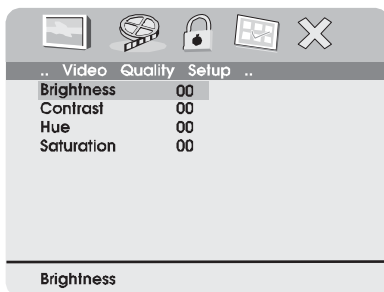 .. Video Quality Setup ..
Brightness 00
Contrast 00
Hue 00
Saturation 00
Brightness